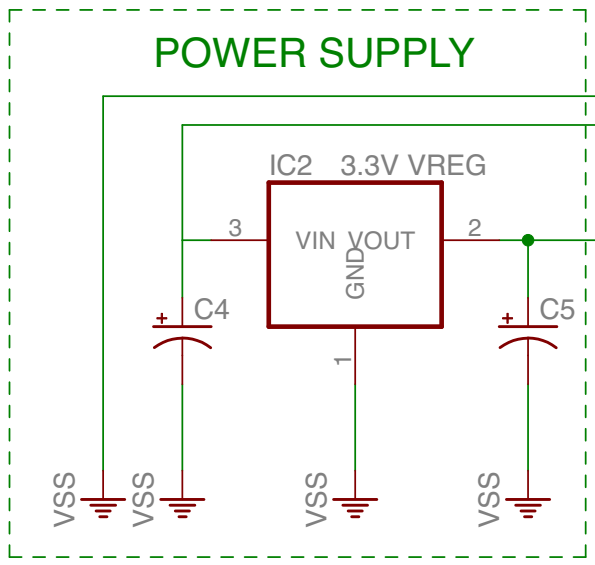 POWER SUPPLY
IC2 3.3V VREG
3 VIN VOUT 2
GND
+ C4
+ C5
1
VSS VSS VSS VSS